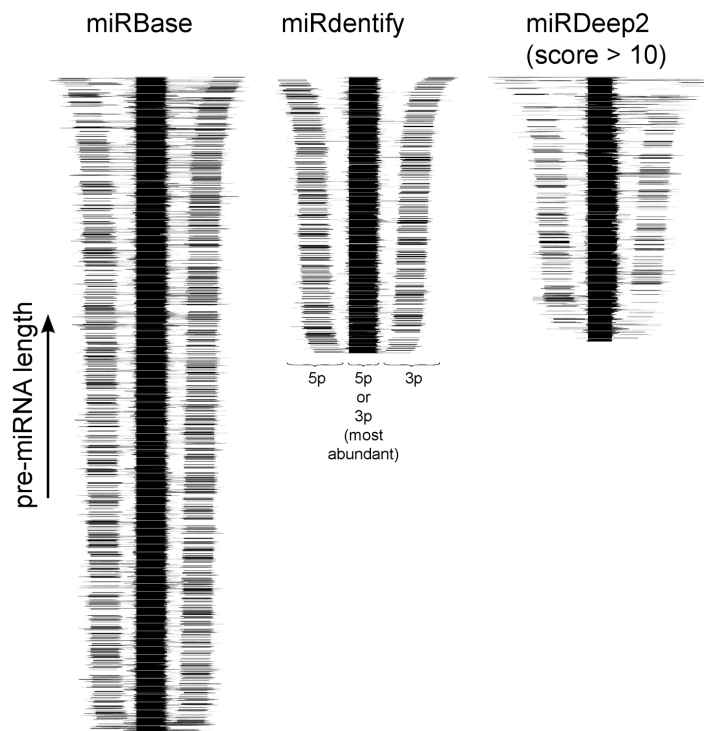 miRBase
miRdentify
miRDeep2
(score > 10)
pre-miRNA length
5p
5p
or
3p
(most
abundant)
3p